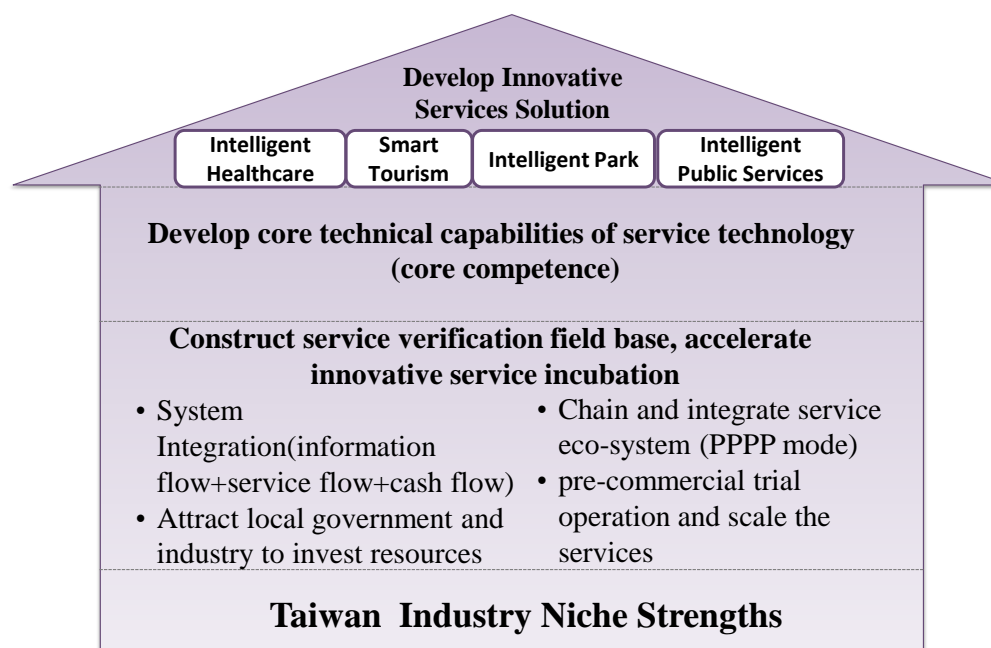 Develop Innovative
Services Solution
Intelligent
Healthcare
Smart
Tourism
Intelligent Park
Intelligent
Public Services
Develop core technical capabilities of service technology
(core competence)
Construct service verification field base, accelerate
innovative service incubation
• System
Integration(information
flow+service flow+cash flow)
• Attract local government and
industry to invest resources
• Chain and integrate service
eco-system (PPPP mode)
• pre-commercial trial
operation and scale the
services
Taiwan  Industry Niche Strengths